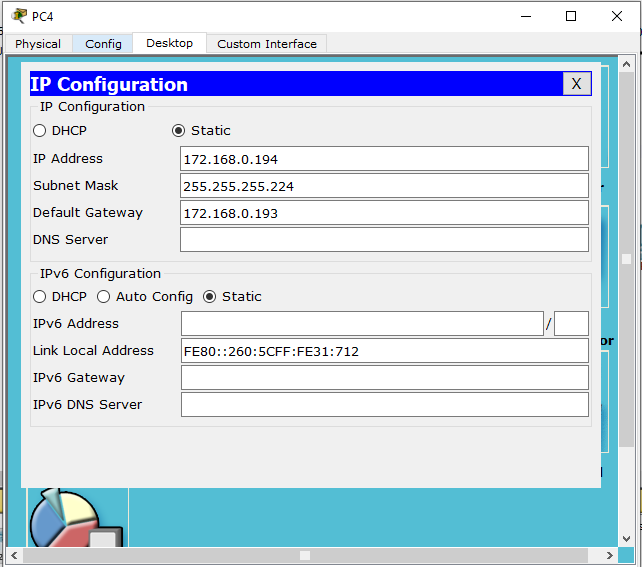 PC4
Physical Config Desktop Custom Interface
IP Configuration X
IP Configuration
DHCP Static
IP Address 172.168.0.194
Subnet Mask 255.255.255.224
Default Gateway 172.168.0.193
DNS Server
IPv6 Configuration
DHCP Auto Config Static
IPv6 Address /
Link Local Address FE80::260:5CFF:FE31:712
IPv6 Gateway
IPv6 DNS Server